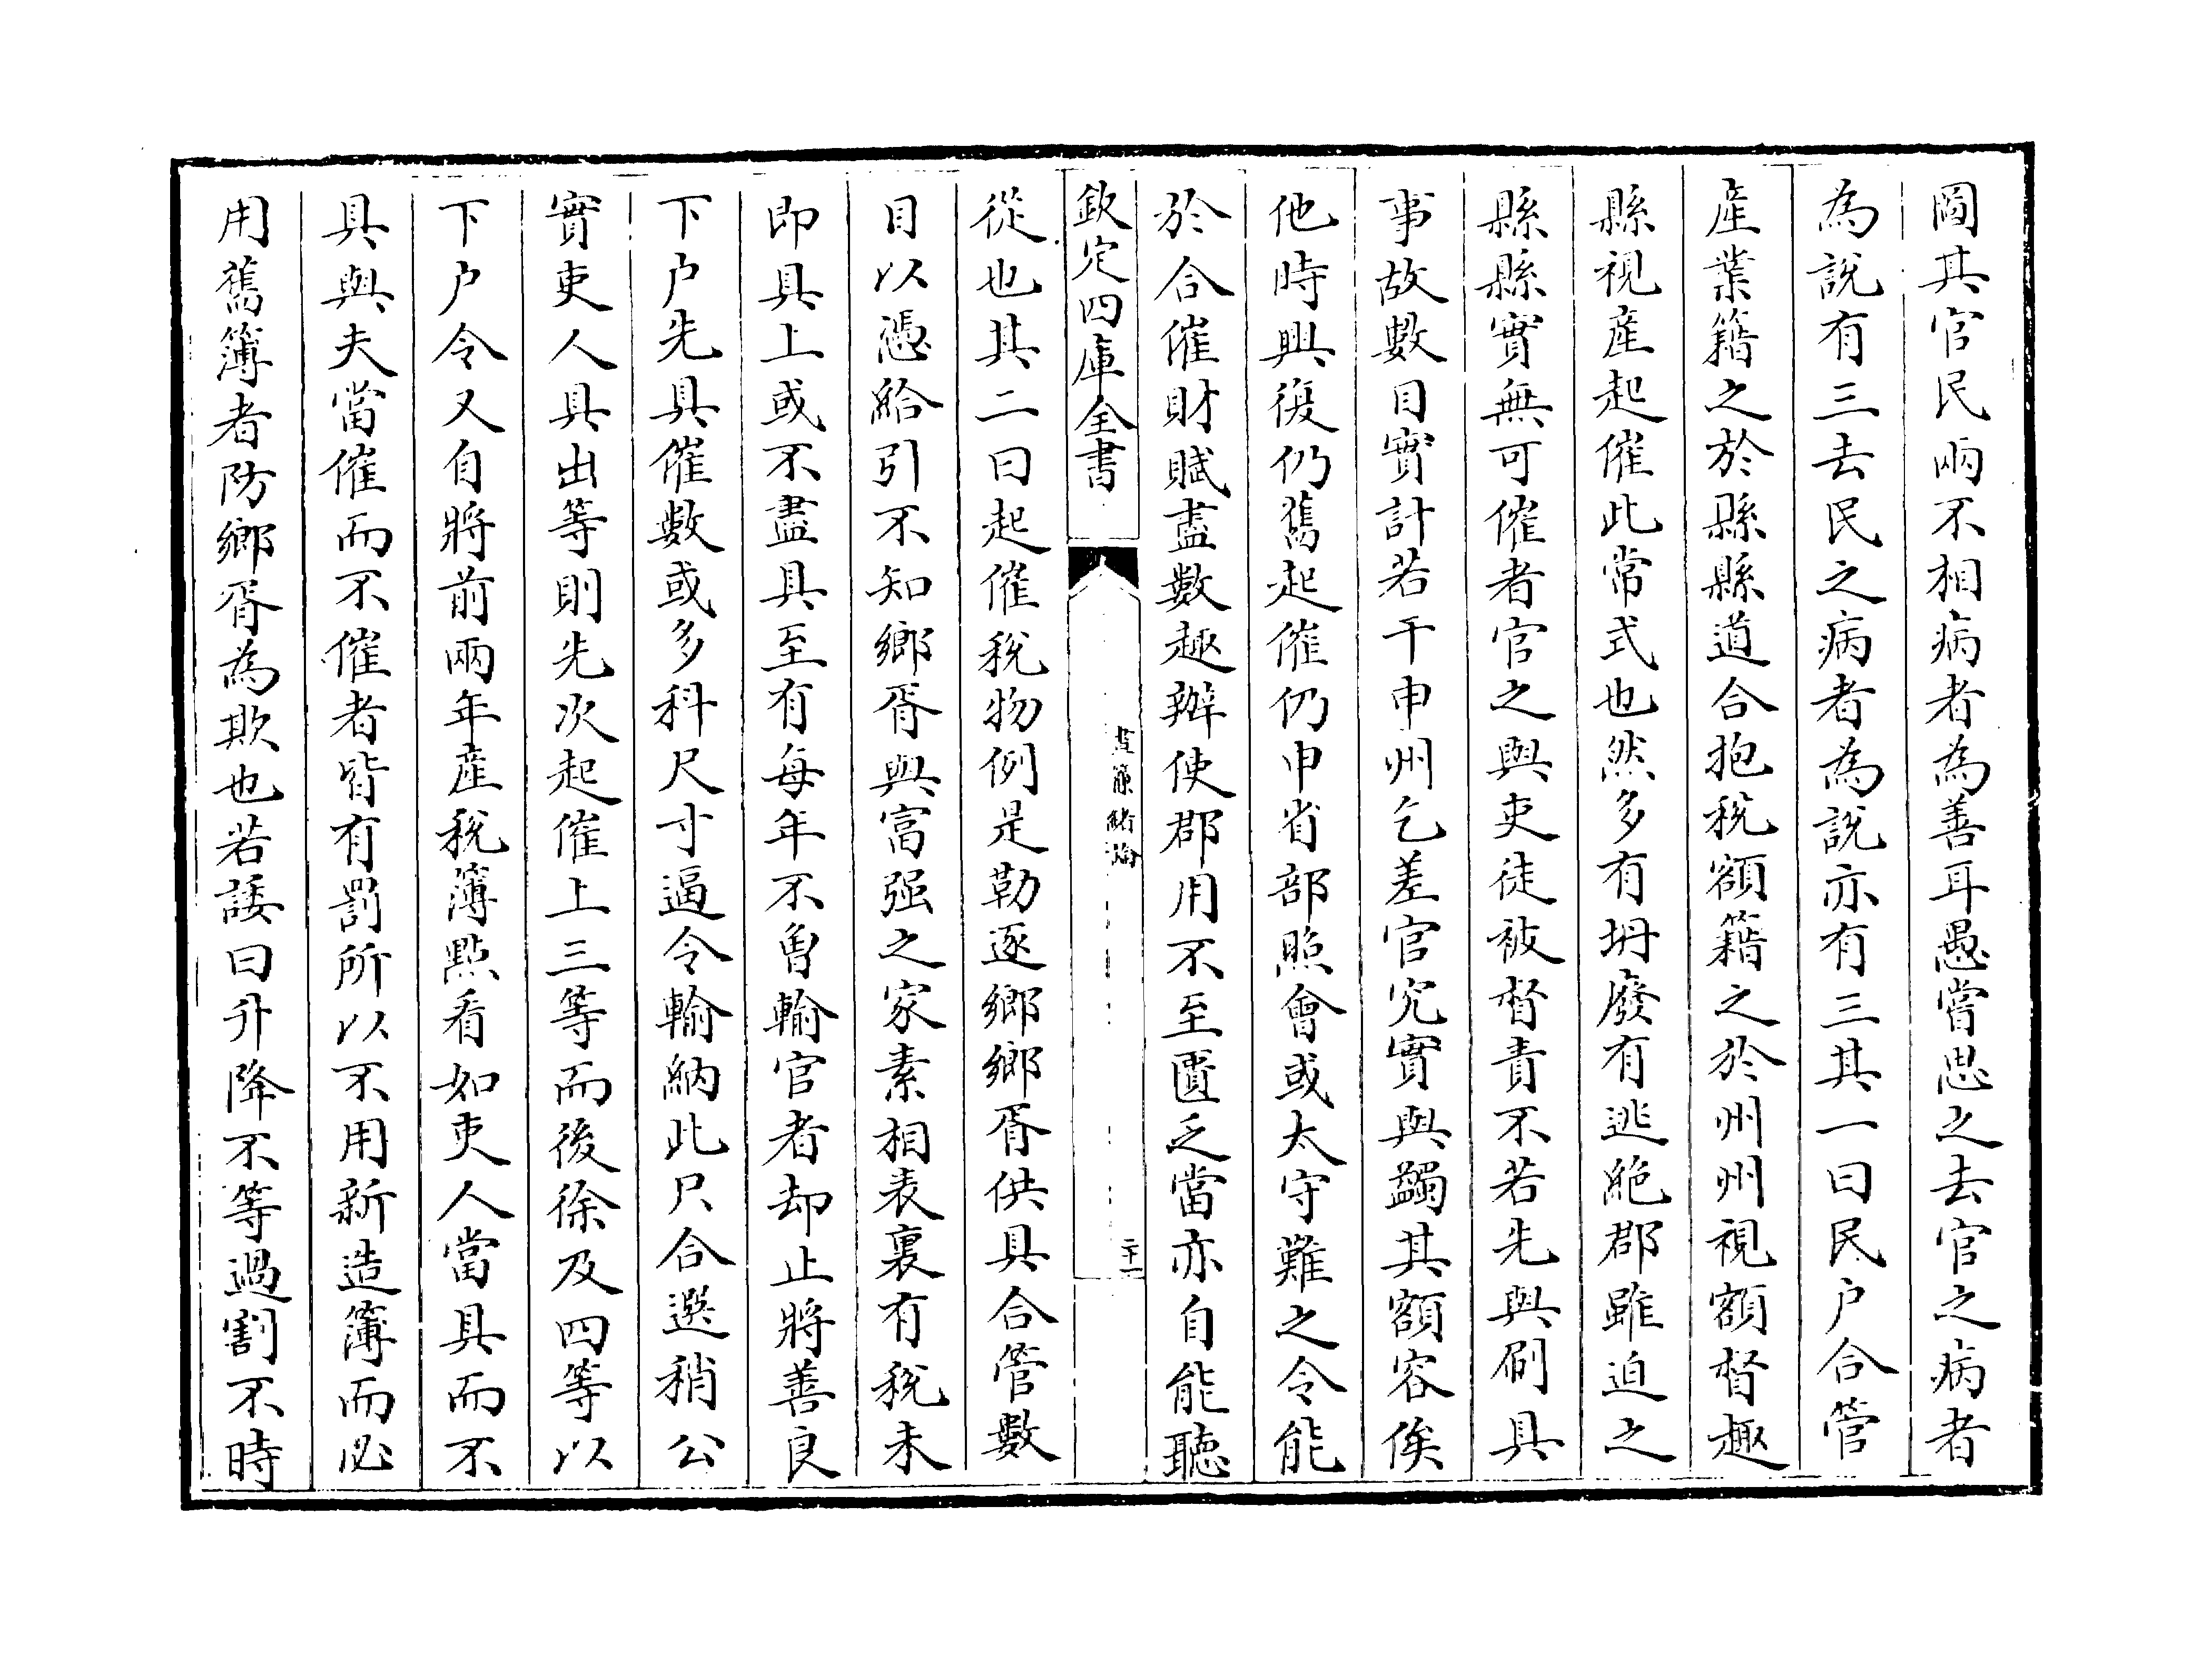 圖其官民兩不相病者為善耳愚嘗思之去官之病者
為説有三去民之病者為説亦有三其一曰民户合管
産業籍之於縣縣道合抱税額籍之於州州視額督趣
縣視産起催此常式也然多有坍廢有逃絶郡雖迫之
縣縣實無可催者官之與吏徒被督責不若先與刷具
事故數目實計若干申州乞差官究實與蠲其額容俟
他時興復仍舊起催仍申省部照會或太守難之令能
於合催財賦盡數趣辦使郡用不至匱乏當亦自能聽
欽定四庫全書
晝簾緒論
二十一
從也其二曰起催税物例是勒逐鄉鄉胥供具合管數
目以憑給引不知鄉胥與富强之家素相表裏有税未
即具上或不盡具至有每年不曾輸官者却止將善良
下户先具催數或多科尺寸逼令輸納此只合選稍公
實吏人具出等則先次起催上三等而後徐及四等以
下户令又自將前兩年産税簿點看如吏人當具而不
具與夫當催而不催者皆有罰所以不用新造簿而必
用舊簿者防鄉胥為欺也若諉曰升降不等過割不時